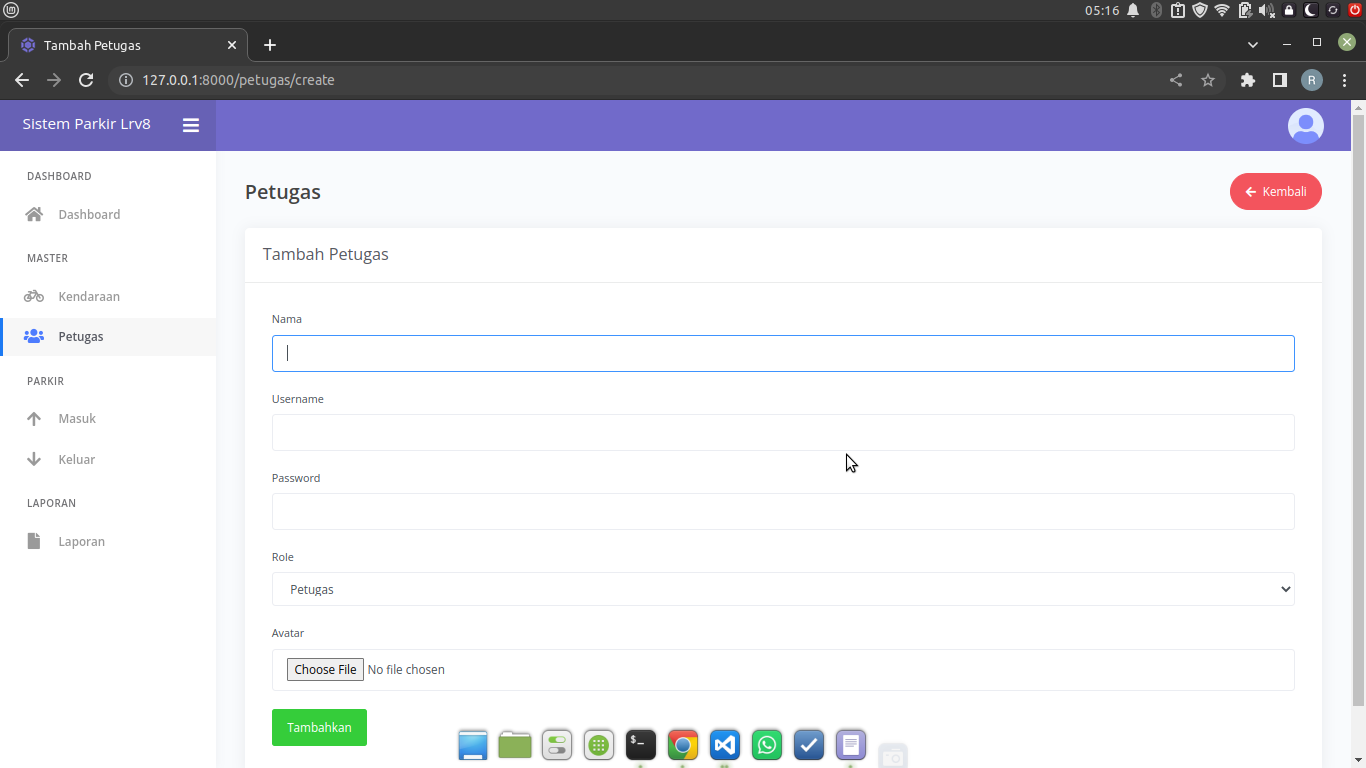 05:16
Tambah Petugas
127.0.0.1:8000/petugas/create
R
Sistem Parkir Lrv8
DASHBOARD
Dashboard
MASTER
Kendaraan
Petugas
PARKIR
Masuk
Keluar
LAPORAN
Laporan
Petugas
Kembali
Tambah Petugas
Nama
Username
Password
Role
Petugas
Avatar
Choose File No file chosen
Tambahkan
$_